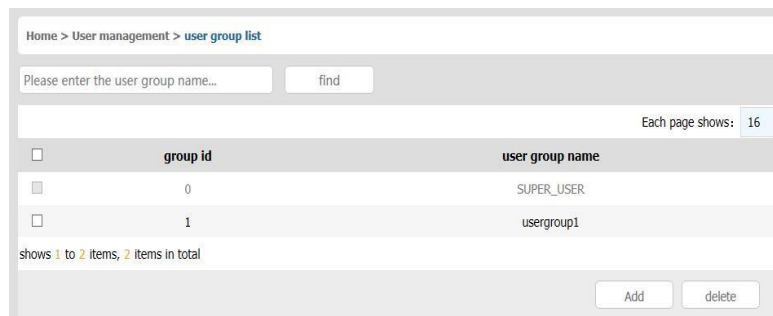 Home > User management > user group list
Please enter the user group name... find
Each page shows: 16
group id user group name
0 SUPER_USER
1 usergroup1
shows 1 to 2 items, 2 items in total
Add delete